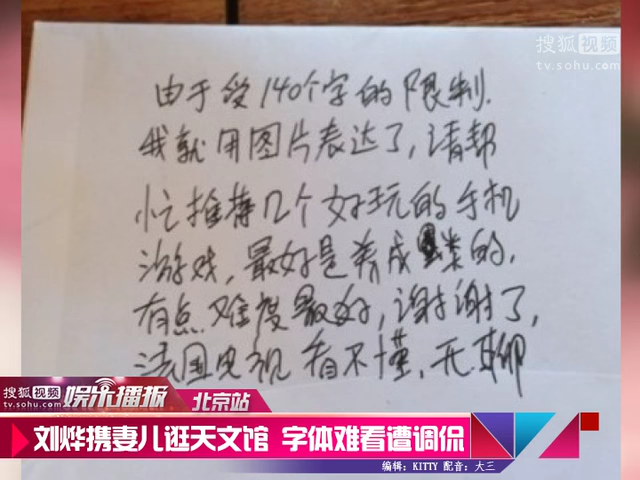 搜狐视频
tv.sohu.com
由于受140个字的限制.
我就用图片表达了,请帮
忙推荐几个好玩的手机
游戏,最好是养成类的,
有点难度最好,谢谢了,
法国电视看不懂,无聊
搜狐视频 娱乐播报 北京站
刘烨携妻儿逛天文馆 字体难看遭调侃
编辑:KITTY 配音:大三